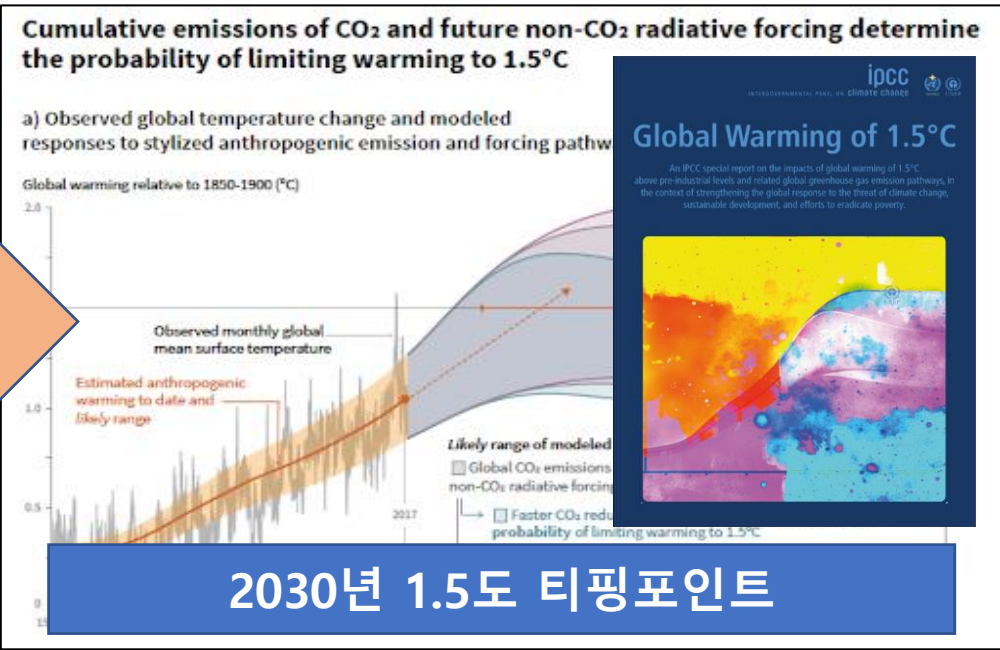 Cumulative emissions of CO₂ and future non-CO₂ radiative forcing determine
the probability of limiting warming to 1.5°C
a) Observed global temperature change and modeled
responses to stylized anthropogenic emission and forcing
Global warming relative to 1850-1900 (°C)
2.0
Observed monthly global
mean surface temperature
Estimated anthropogenic
warming to date and
likely range
1.0
Likely range of modeled
Global CO₂ emissions
non-CO₂ radiative forcing
0.5
2017
Faster CO₂
probability of limiting warming to 1.5°C
0
ipcc
INTERGOVERNMENTAL PANEL ON climate change
Global Warming of 1.5°C
An IPCC special report on the impacts of global warming of 1.5°C
above pre-industrial levels and related global greenhouse gas emission pathways, in
the context of strengthening the global response to the threat of climate change,
sustainable development, and efforts to eradicate poverty.
2030년 1.5도 티핑포인트